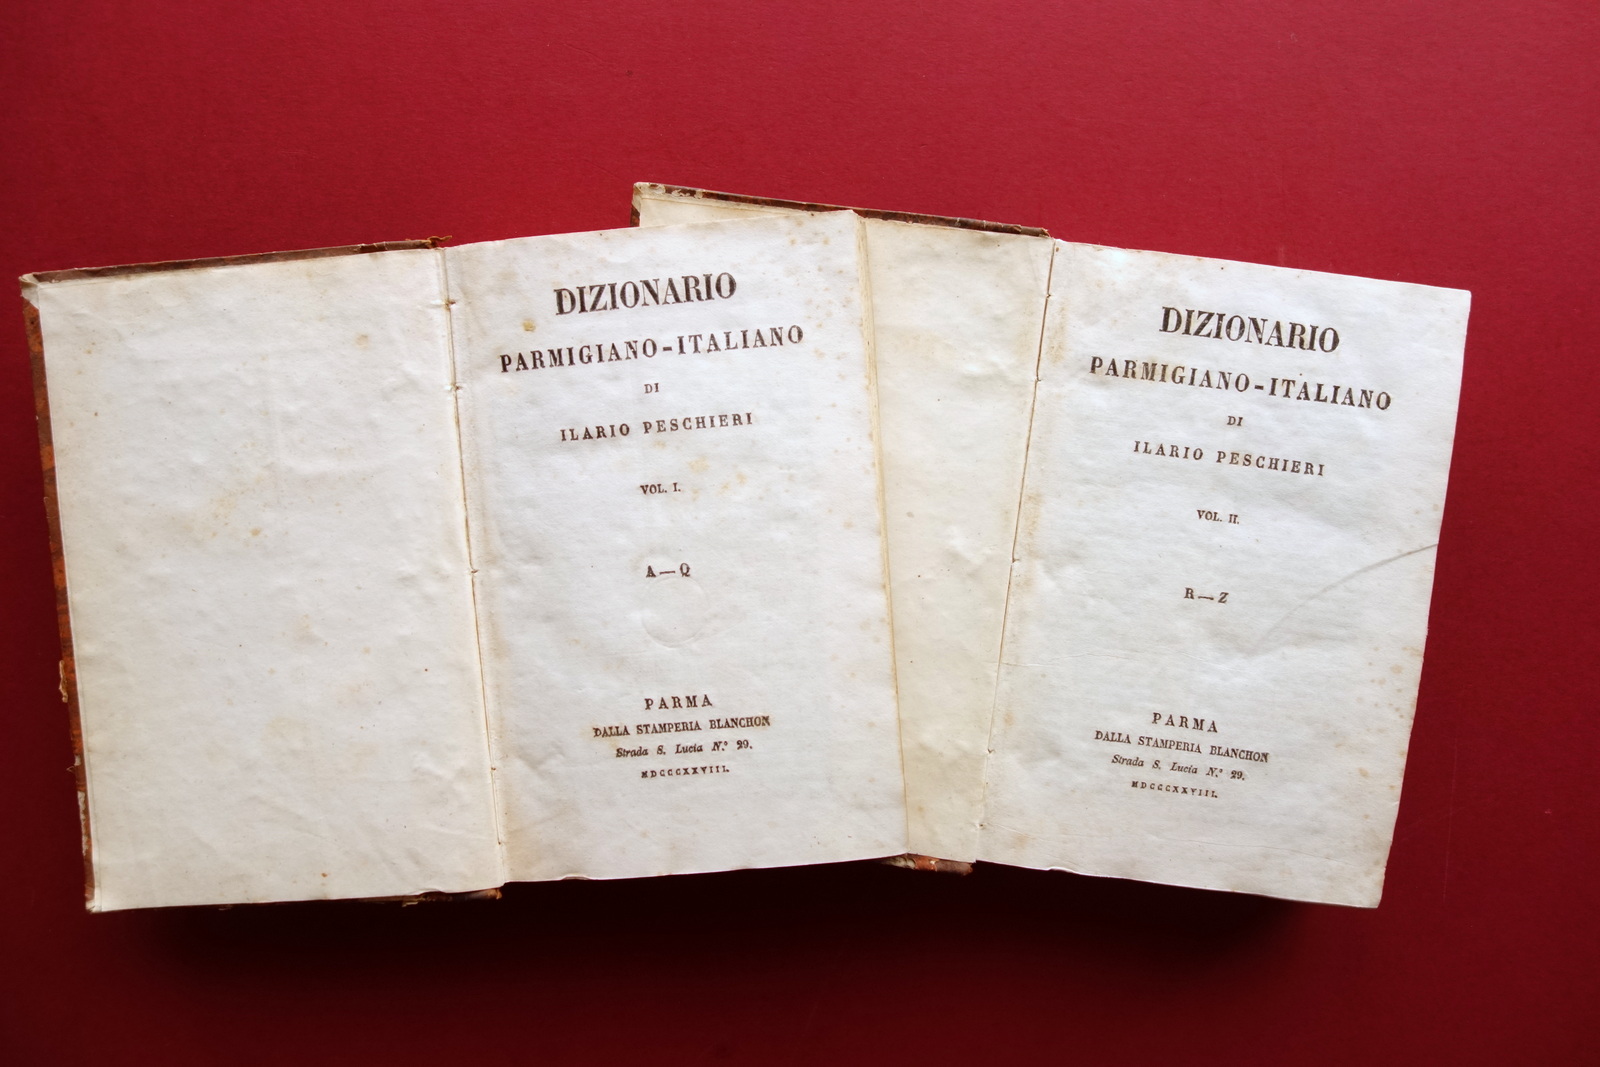 DIZIONARIO
PARMIGIANO-ITALIANO
DI
ILARIO PESCHIERI
VOL. I.
A—Q
PARMA
DALLA STAMPERIA BLANCHON
Strada S. Lucia N.° 29.
MDCCCXXVIII.
DIZIONARIO
PARMIGIANO-ITALIANO
DI
ILARIO PESCHIERI
VOL. II.
R—Z
PARMA
DALLA STAMPERIA BLANCHON
Strada S. Lucia N.° 29.
MDCCCXXVIII.